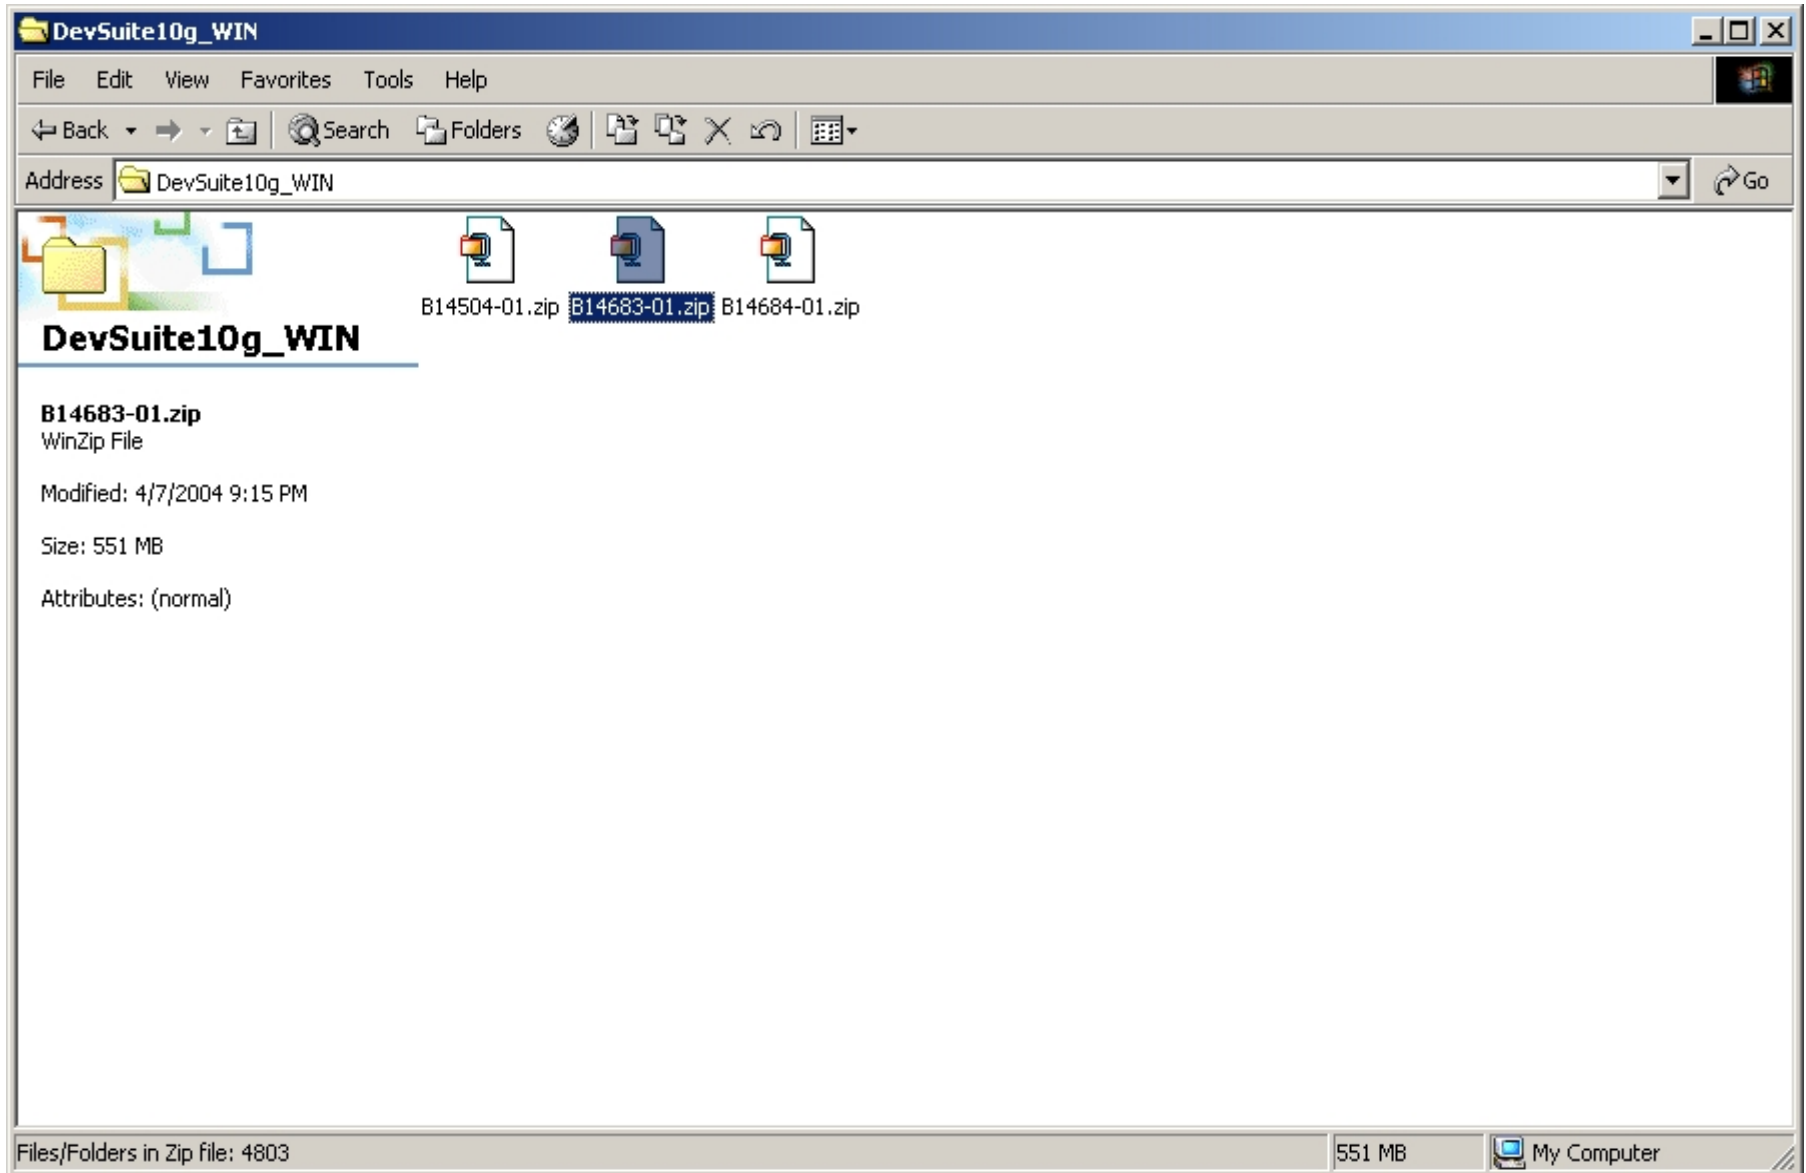 DevSuite10g_WIN
File Edit View Favorites Tools Help
Back Search Folders
Address DevSuite10g_WIN Go
B14504-01.zip B14683-01.zip B14684-01.zip
DevSuite10g_WIN
B14683-01.zip
WinZip File
Modified: 4/7/2004 9:15 PM
Size: 551 MB
Attributes: (normal)
Files/Folders in Zip file: 4803 551 MB My Computer